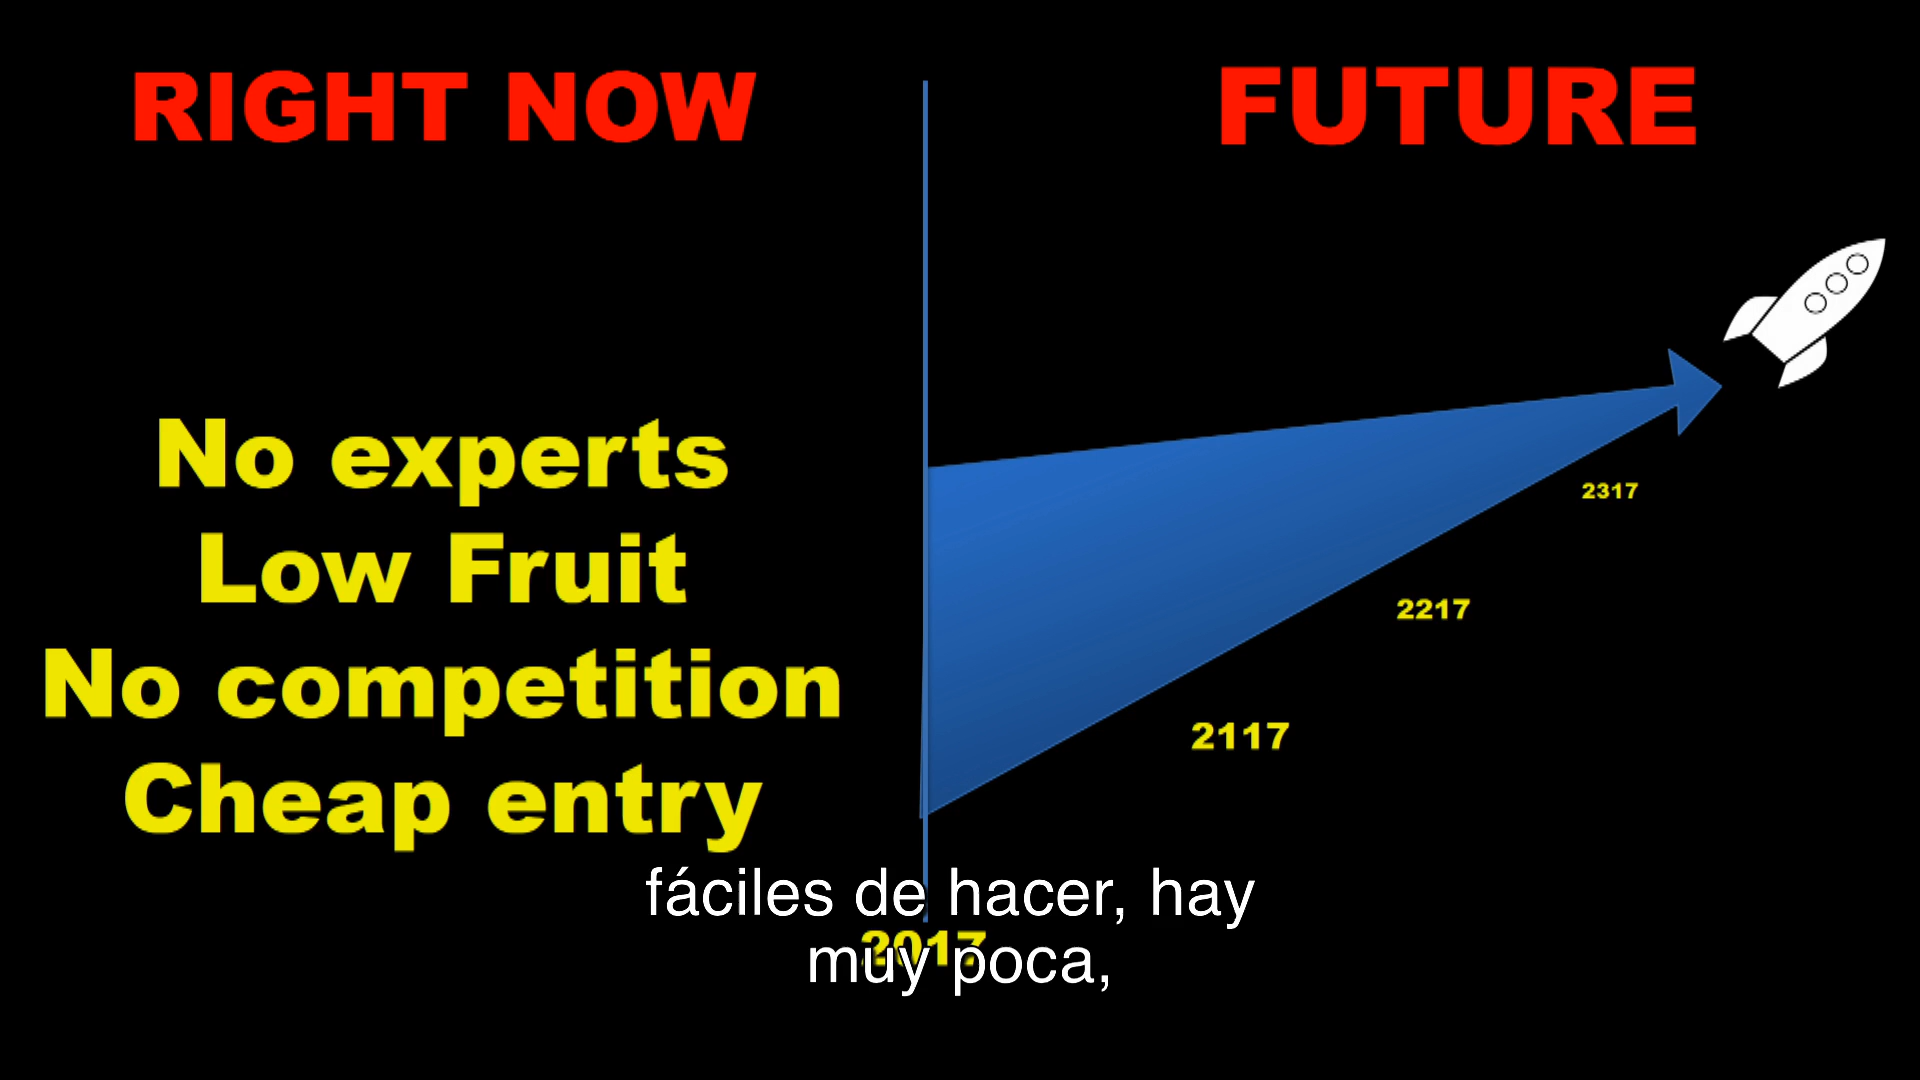 RIGHT NOW
FUTURE
No experts
Low Fruit
No competition
Cheap entry
2317
2217
2117
2017
fáciles de hacer, hay
muy poca,